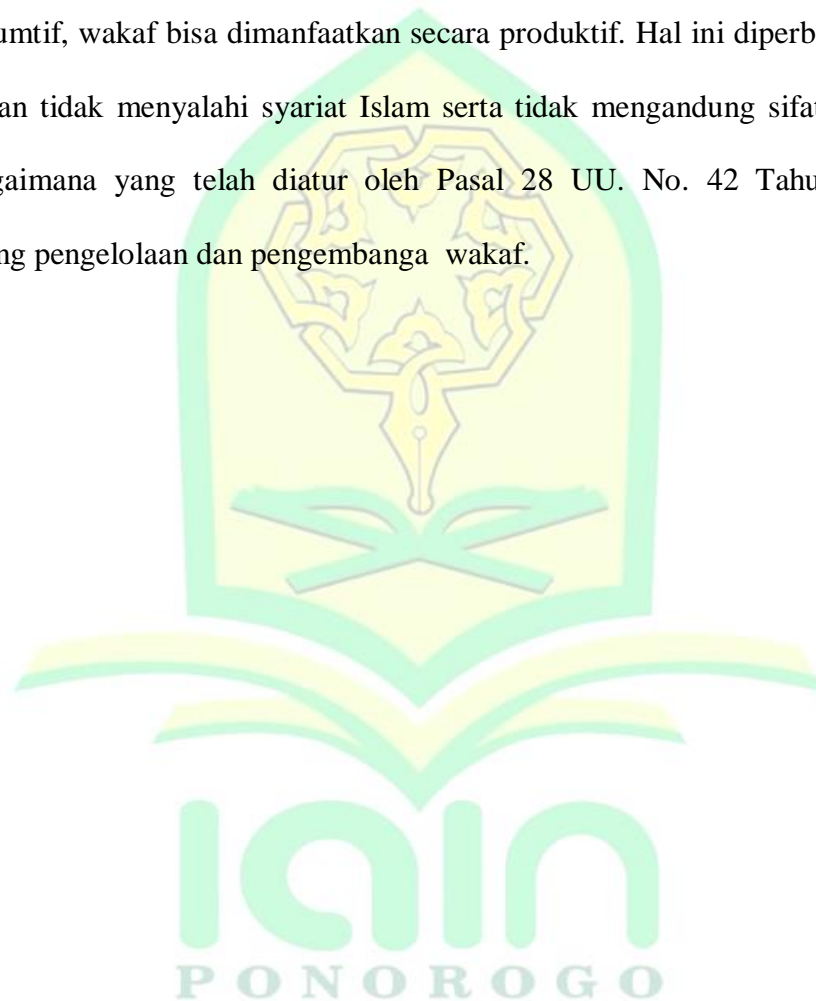 umtif, wakaf bisa dimanfaatkan secara produktif. Hal ini diperb
an tidak menyalahi syariat Islam serta tidak mengandung sifat
gaimana yang telah diatur oleh Pasal 28 UU. No. 42 Tahu
ng pengelolaan dan pengembanga wakaf.
IAIN
PONOROGO